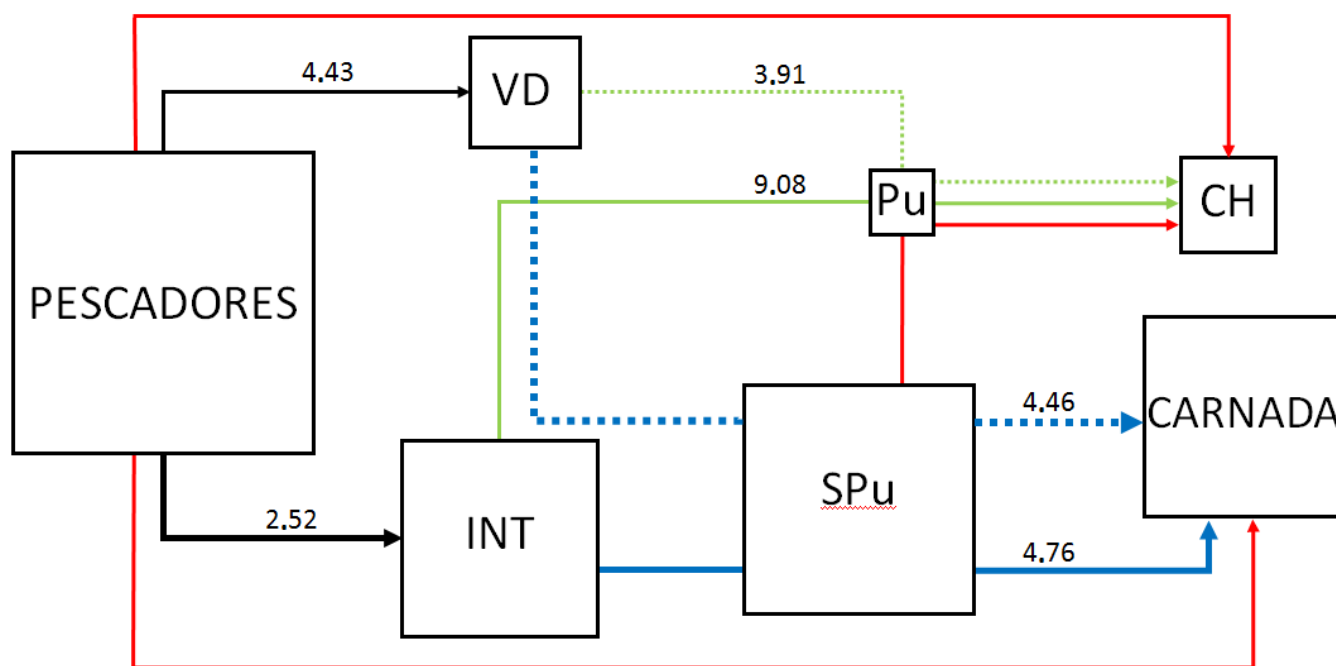 4.43
VD
3.91
9.08
Pu
CH
PESCADORES
4.46
CARNADA
SPu
2.52
INT
4.76